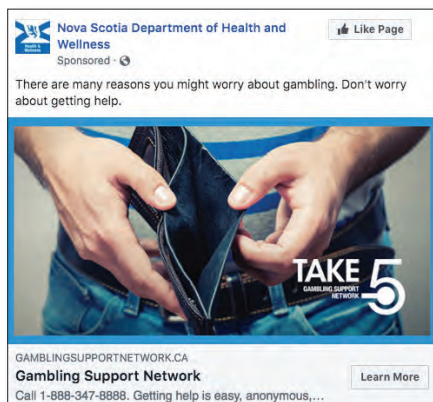 Nova Scotia Department of Health and
Wellness
Like Page
Sponsored ·
There are many reasons you might worry about gambling. Don't worry
about getting help.
TAKE 5
GAMBLING SUPPORT
NETWORK
GAMBLINGSUPPORTNETWORK.CA
Gambling Support Network
Learn More
Call 1-888-347-8888. Getting help is easy, anonymous,...